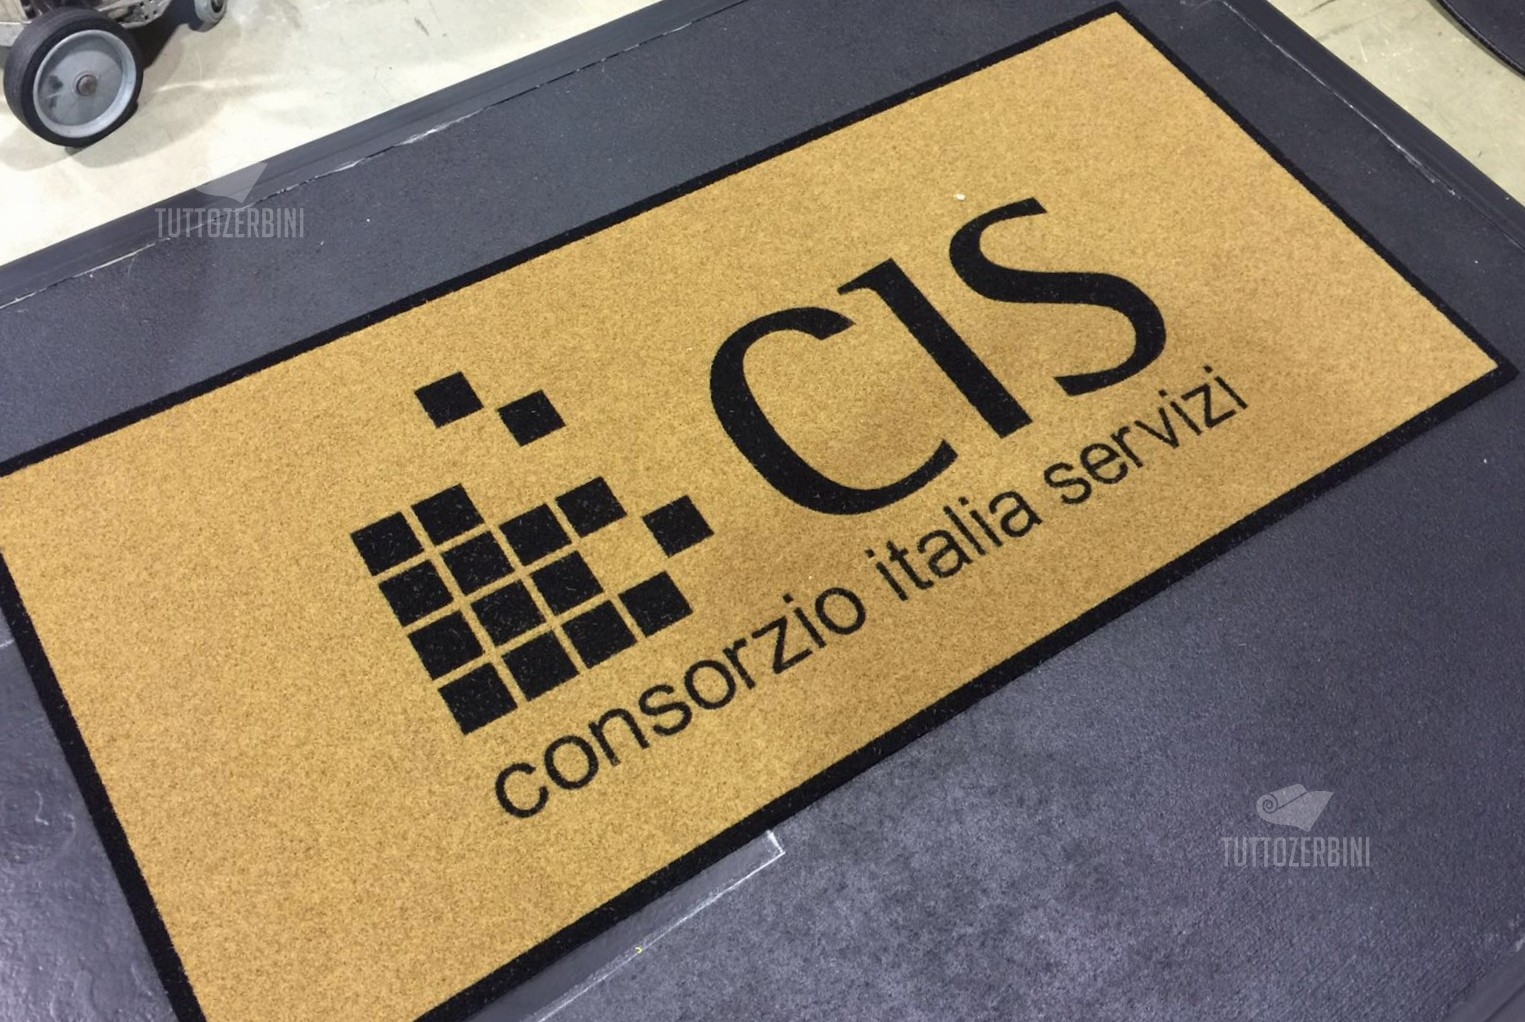 TUTTOZERBINI
CIS
consorzio italia servizi
TUTTOZERBINI